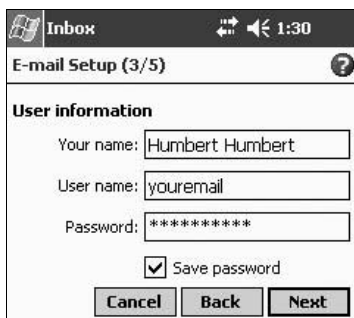 Inbox 1:30
E-mail Setup (3/5) ?
User information
Your name: Humbert Humbert
User name: youremail
Password: **********
Save password
Cancel Back Next